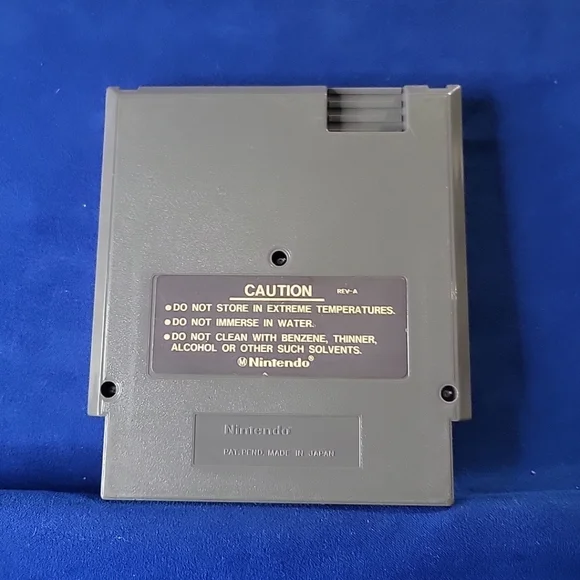 CAUTION REV-A
●DO NOT STORE IN EXTREME TEMPERATURES.
●DO NOT IMMERSE IN WATER.
●DO NOT CLEAN WITH BENZENE, THINNER,
ALCOHOL OR OTHER SUCH SOLVENTS.
Ⓜ Nintendo®
Nintendo®
PAT.PEND. MADE IN JAPAN